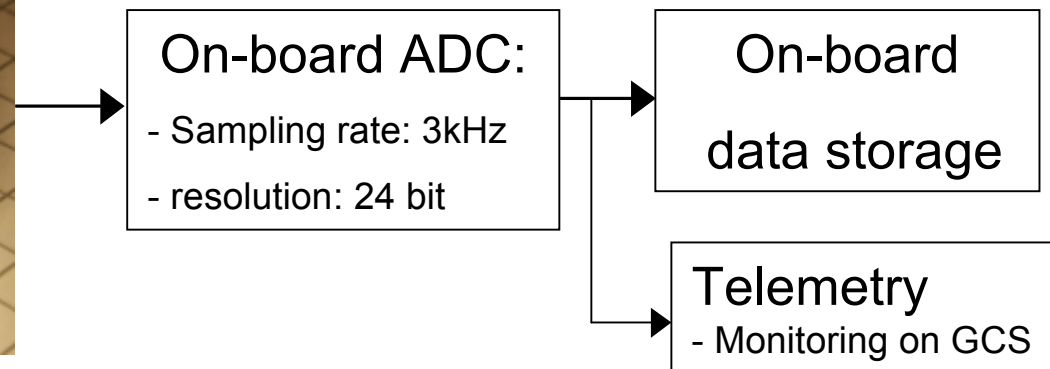 On-board ADC:
- Sampling rate: 3kHz
- resolution: 24 bit
On-board
data storage
Telemetry
- Monitoring on GCS